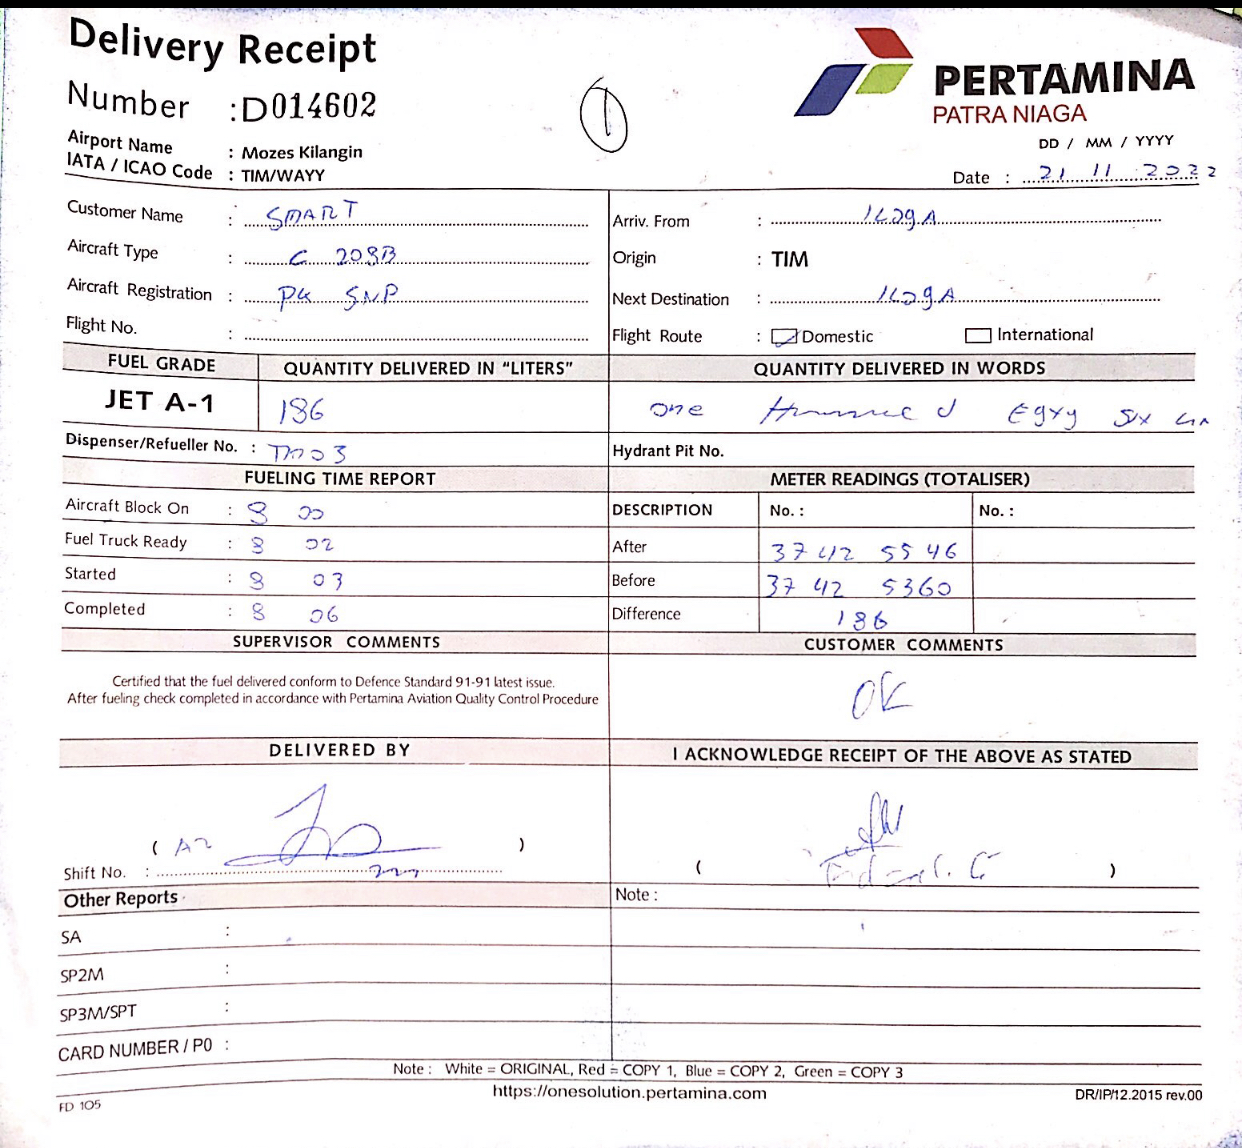 Delivery Receipt
PERTAMINA
PATRA NIAGA
Number : D014602
1
Airport Name : Mozes Kilangin
IATA / ICAO Code : TIM/WAYY
DD / MM / YYYY
Date : 21 11 2022
Customer Name : SMART
Arriv. From :
Aircraft Type : C 208B
Origin : TIM
Aircraft Registration : PK SNP
Next Destination :
Flight No. :
Flight Route : Domestic International
FUEL GRADE QUANTITY DELIVERED IN "LITERS" QUANTITY DELIVERED IN WORDS
JET A-1 186 one Egxy six
Dispenser/Refueller No. : Hydrant Pit No.
FUELING TIME REPORT METER READINGS (TOTALISER)
Aircraft Block On : 8 00 DESCRIPTION No. : No. :
Fuel Truck Ready : 8 02 After 3742 5546
Started : 8 03 Before 3742 5360
Completed : 8 06 Difference 186
SUPERVISOR COMMENTS CUSTOMER COMMENTS
Certified that the fuel delivered conform to Defence Standard 91-91 latest issue.
After fueling check completed in accordance with Pertamina Aviation Quality Control Procedure
OK
DELIVERED BY I ACKNOWLEDGE RECEIPT OF THE ABOVE AS STATED
( )
Shift No. : ( )
Other Reports Note :
SA :
SP2M :
SP3M/SPT :
CARD NUMBER / P0 :
Note : White = ORIGINAL, Red = COPY 1, Blue = COPY 2, Green = COPY 3
https://onesolution.pertamina.com
FD 105
DR/IP/12.2015 rev.00